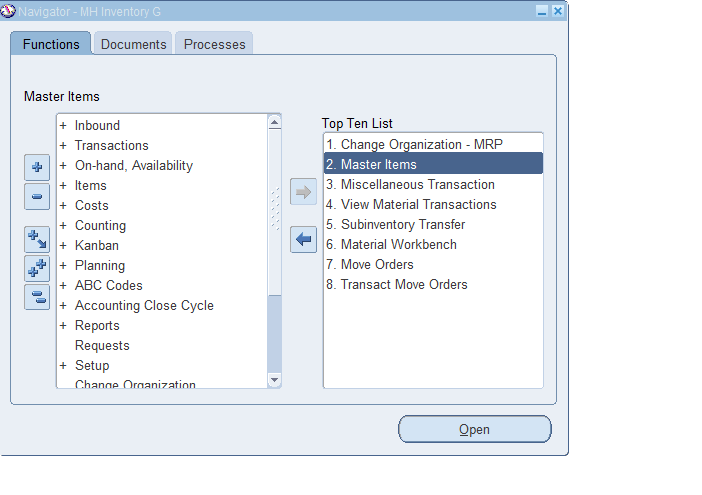 Navigator - MH Inventory G
Functions
Documents
Processes
Master Items
+ Inbound
+ Transactions
+ On-hand, Availability
+ Items
+ Costs
+ Counting
+ Kanban
+ Planning
+ ABC Codes
+ Accounting Close Cycle
+ Reports
Requests
+ Setup
Change Organization
Top Ten List
1. Change Organization - MRP
2. Master Items
3. Miscellaneous Transaction
4. View Material Transactions
5. Subinventory Transfer
6. Material Workbench
7. Move Orders
8. Transact Move Orders
Open